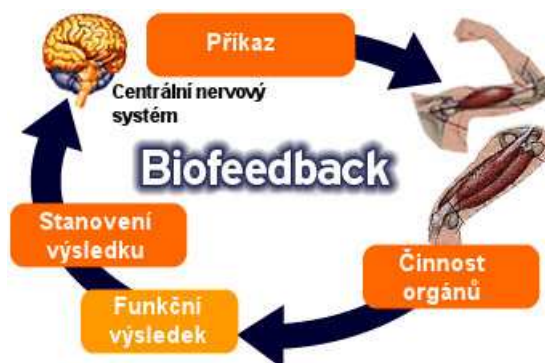 Příkaz
Centrální nervový
systém
Biofeedback
Stanovení
výsledku
Činnost
orgánů
Funkční
výsledek